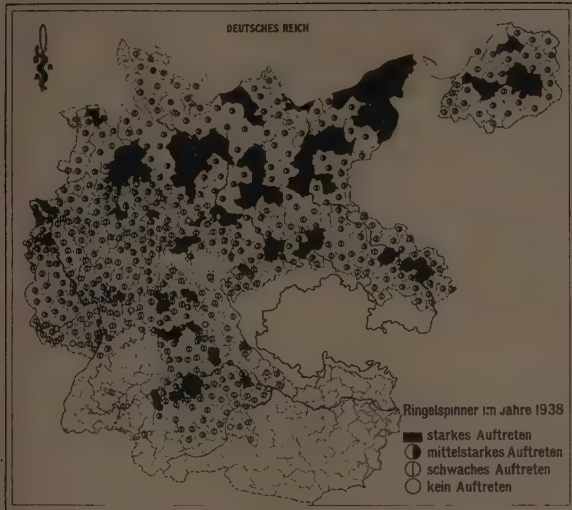 DEUTSCHES REICH
Ringelspinner im Jahre 1938
starkes Auftreten
mittelstarkes Auftreten
schwaches Auftreten
kein Auftreten